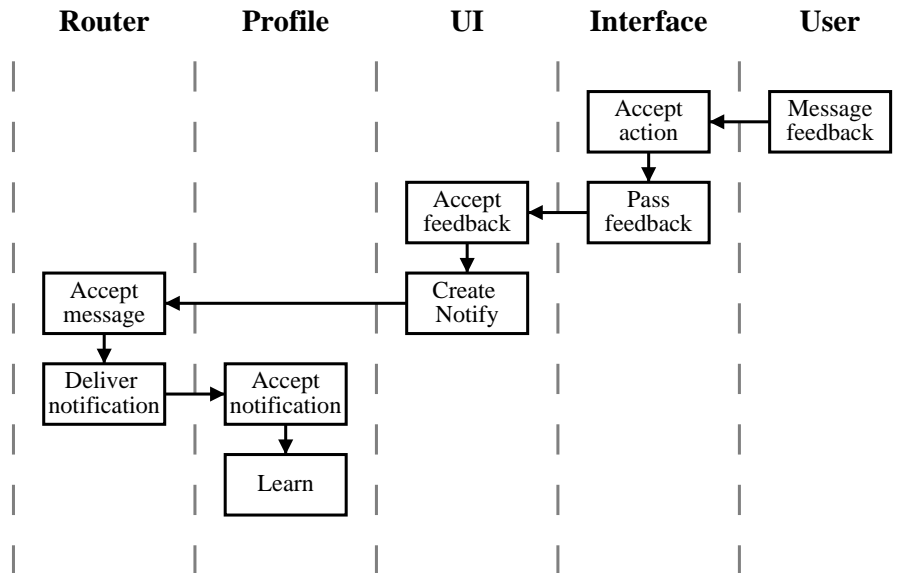 Router Profile UI Interface User
Accept
action
Message
feedback
Accept
feedback
Pass
feedback
Accept
message
Create
Notify
Deliver
notification
Accept
notification
Learn